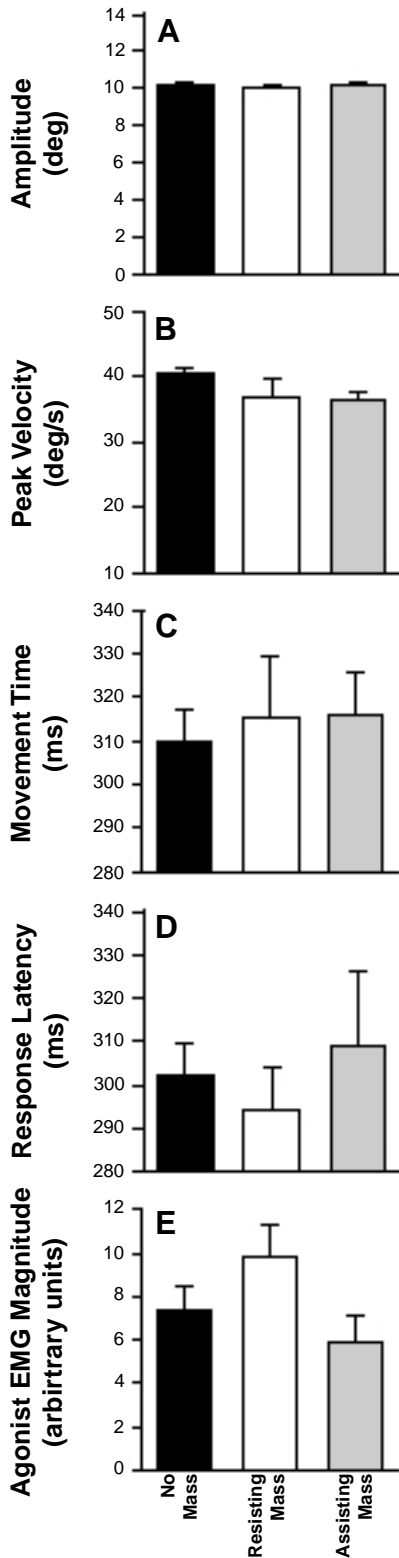 A
Amplitude
(deg)
14
12
10
8
6
4
2
0
B
Peak Velocity
(deg/s)
50
40
30
20
10
C
Movement Time
(ms)
340
330
320
310
300
290
280
D
Response Latency
(ms)
340
330
320
310
300
290
280
E
Agonist EMG Magnitude
(arbirtrary units)
12
10
8
6
4
2
0
No
Mass
Resisting
Mass
Assisting
Mass